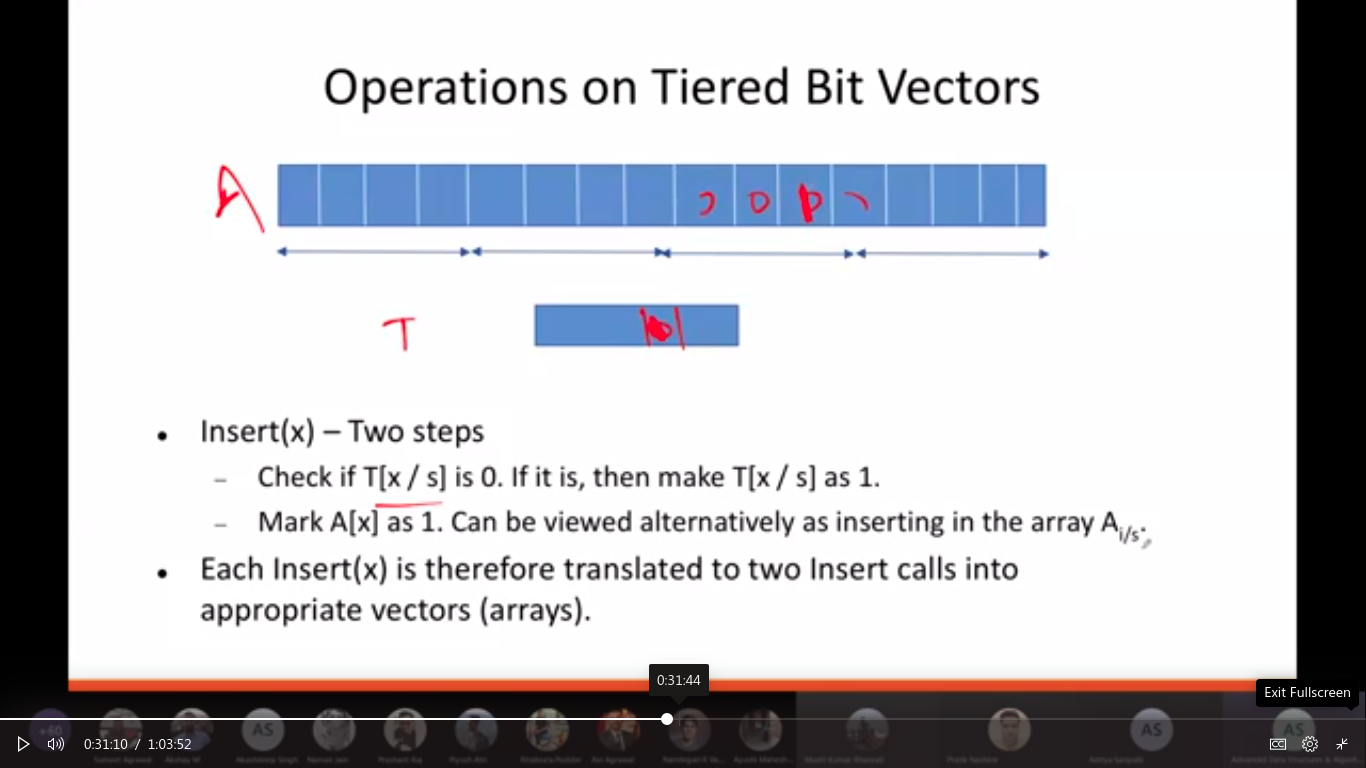 Operations on Tiered Bit Vectors
A
T
• Insert(x) – Two steps
– Check if T[x / s] is 0. If it is, then make T[x / s] as 1.
– Mark A[x] as 1. Can be viewed alternatively as inserting in the array A_i/s.
• Each Insert(x) is therefore translated to two Insert calls into
appropriate vectors (arrays).
0:31:44
Exit Fullscreen
+60
AS
AS
AS
0:31:10 / 1:03:52
CC